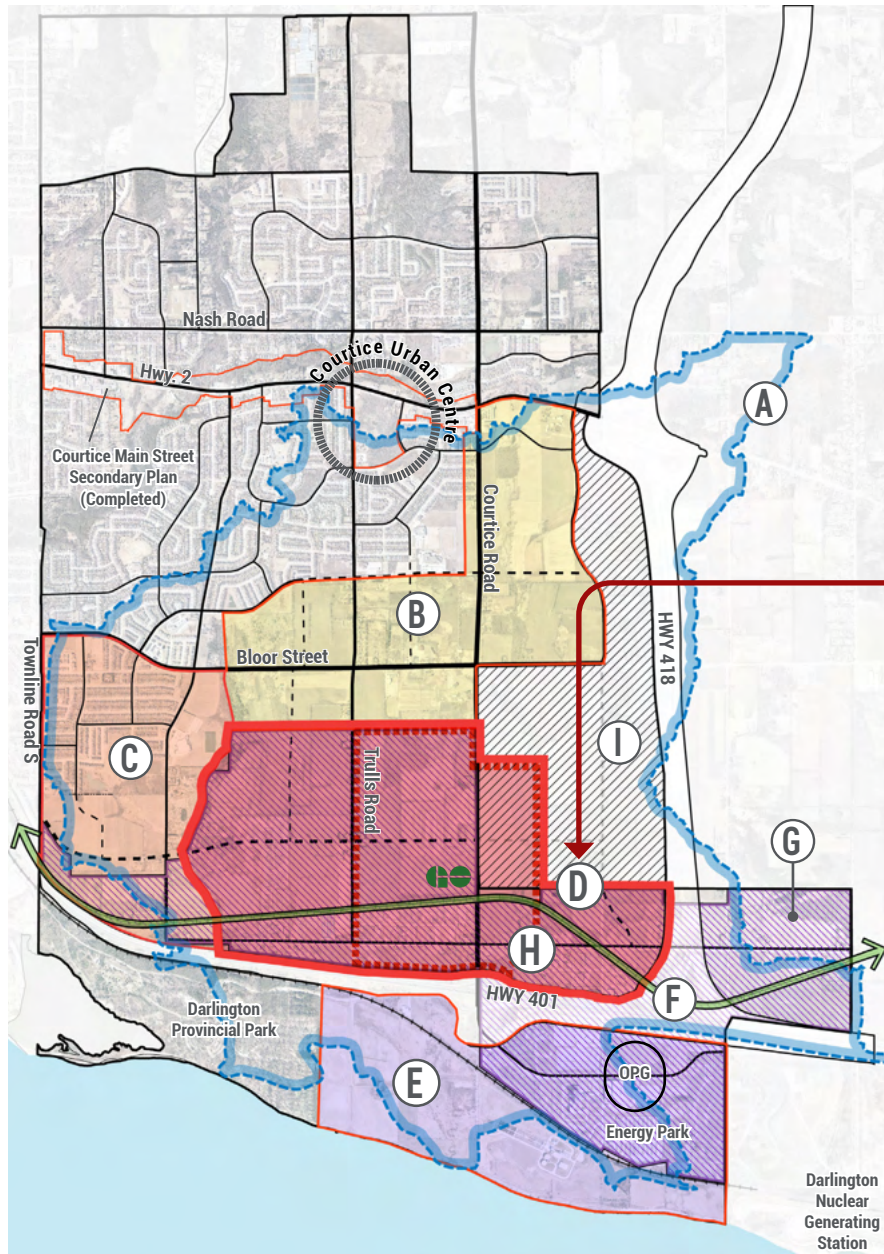 Nash Road
Hwy. 2
Courtice Urban Centre
A
Courtice Main Street
Secondary Plan
(Completed)
Courtice Road
B
Townline Road S
Bloor Street
HWY 418
I
C
Trulls Road
G
GO
D
H
F
HWY 401
Darlington
Provincial Park
E
OPG
Energy Park
Darlington
Nuclear
Generating
Station